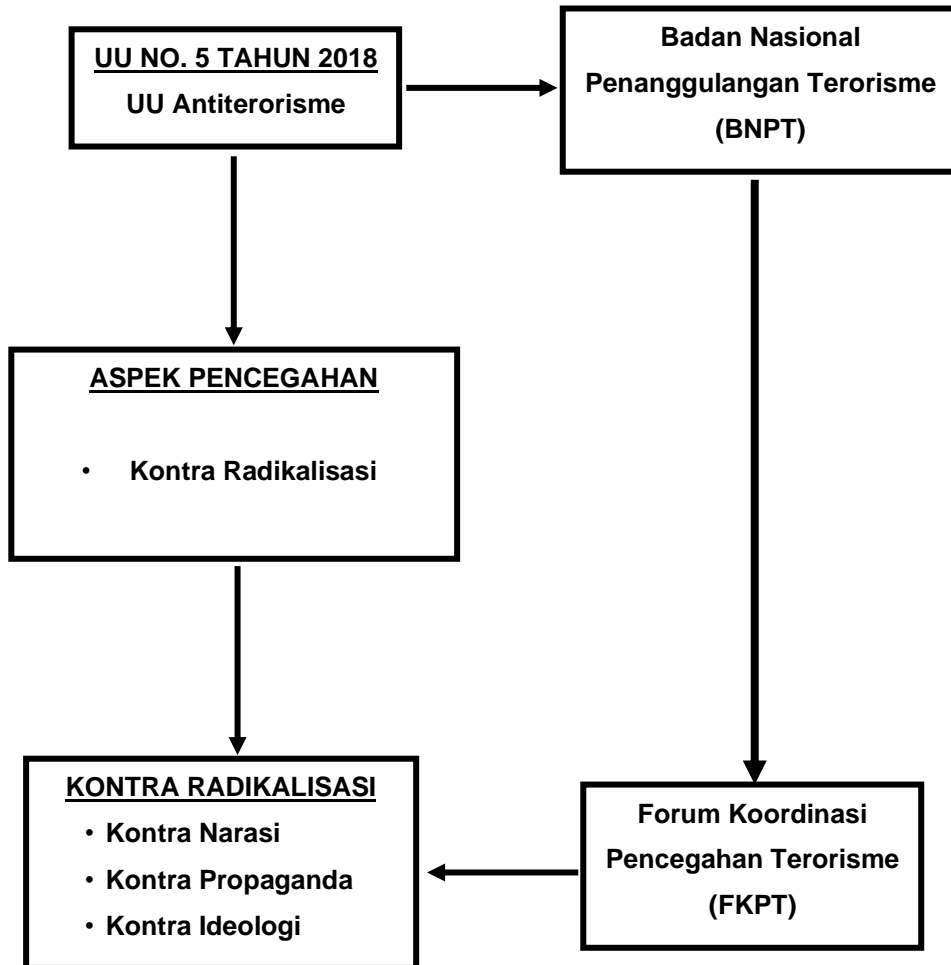 UU NO. 5 TAHUN 2018
UU Antiterorisme
Badan Nasional
Penanggulangan Terorisme
(BNPT)
ASPEK PENCEGAHAN
• Kontra Radikalisasi
KONTRA RADIKALISASI
• Kontra Narasi
• Kontra Propaganda
• Kontra Ideologi
Forum Koordinasi
Pencegahan Terorisme
(FKPT)